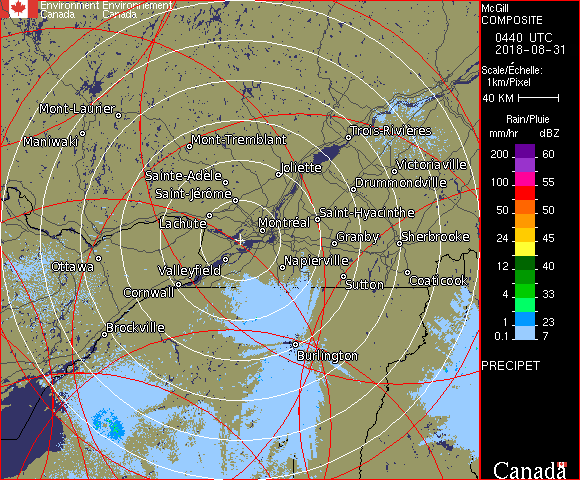 Environment Environnement
Canada Canada
McGill
COMPOSITE
0440 UTC
2018-08-31
Scale/Échelle:
1km/Pixel
40 KM
Rain/Pluie
mm/hr dBZ
200 60
100 55
50 50
24 45
12 40
4 33
1 23
0.1 7
PRECIPET
Canada
Mont-Laurier
Maniwaki
Mont-Tremblant
Trois-Rivières
Sainte-Adèle
Joliette
Victoriaville
Saint-Jérôme
Drummondville
Lachute
Montréal
Saint-Hyacinthe
Granby
Sherbrooke
Ottawa
Valleyfield
Napierville
Cornwall
Sutton
Coaticook
Brockville
Burlington